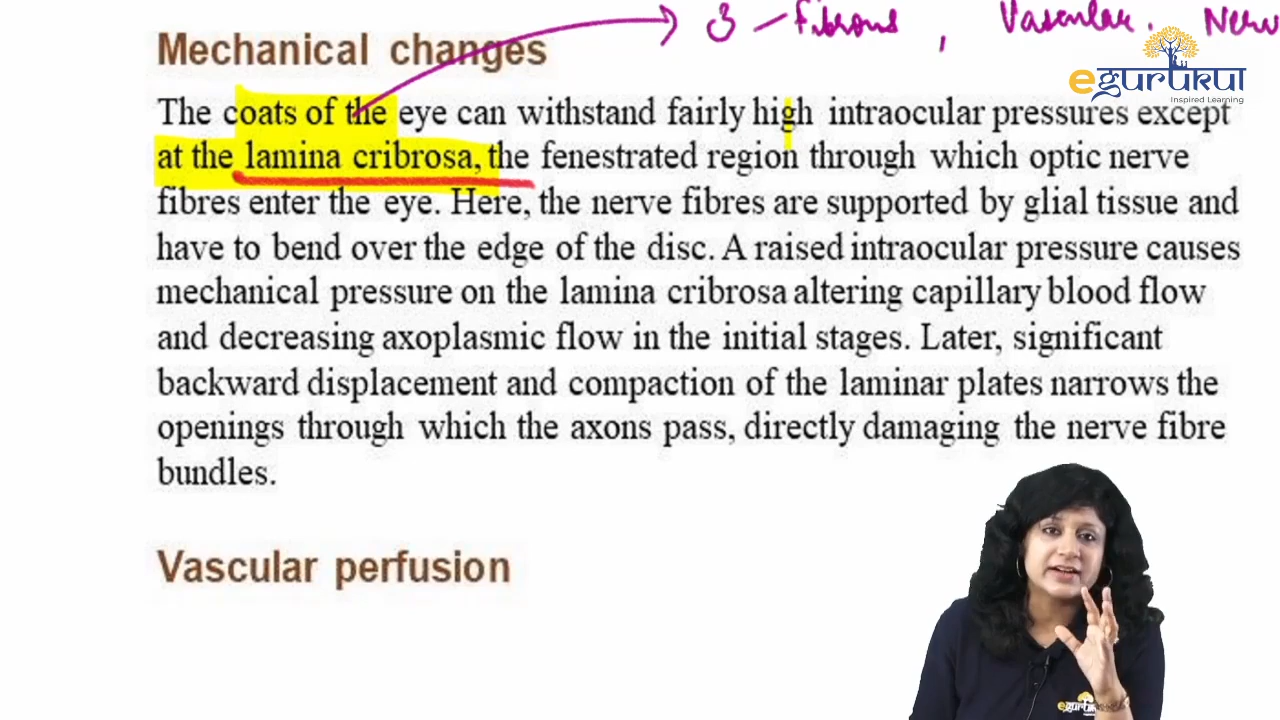 3 – Fibrous, Vascular. Nerv
egurukul
Inspired Learning
Mechanical changes
The coats of the eye can withstand fairly high intraocular pressures except
at the lamina cribrosa, the fenestrated region through which optic nerve
fibres enter the eye. Here, the nerve fibres are supported by glial tissue and
have to bend over the edge of the disc. A raised intraocular pressure causes
mechanical pressure on the lamina cribrosa altering capillary blood flow
and decreasing axoplasmic flow in the initial stages. Later, significant
backward displacement and compaction of the laminar plates narrows the
openings through which the axons pass, directly damaging the nerve fibre
bundles.
Vascular perfusion